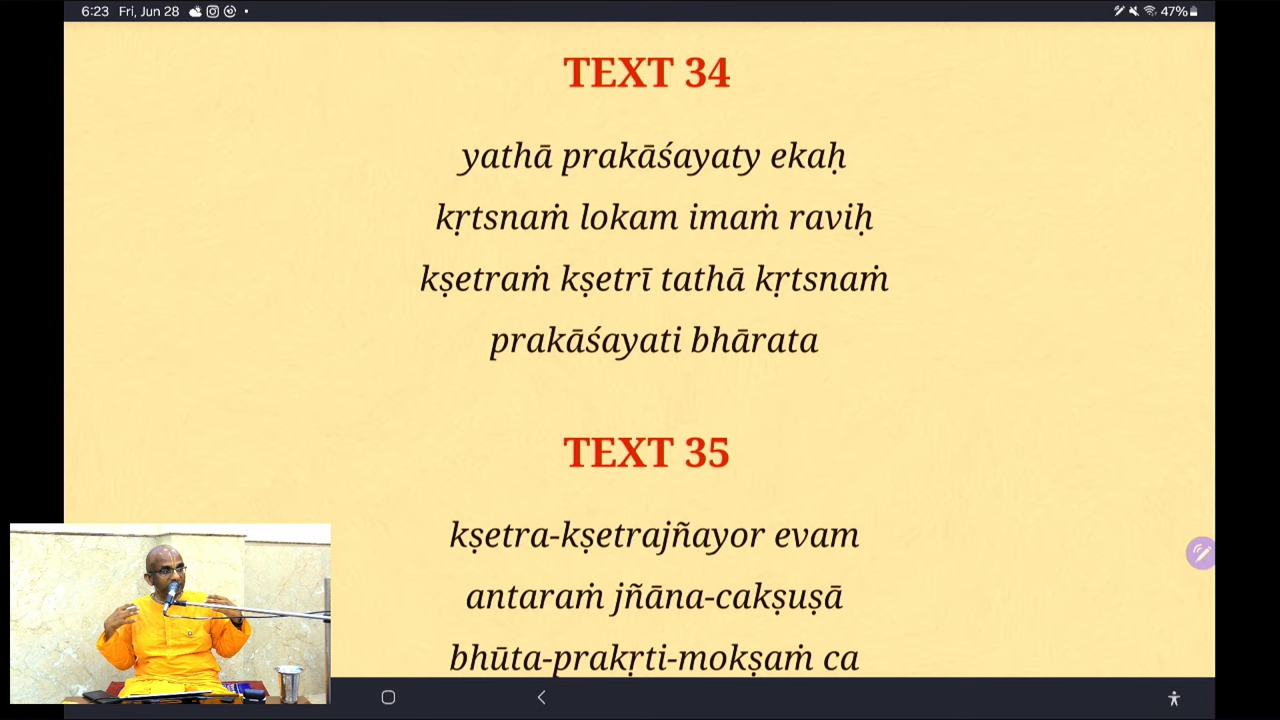 6:23 Fri, Jun 28
47%
TEXT 34
yathā prakāśayaty ekaḥ
kṛtsnaṁ lokam imaṁ raviḥ
kṣetraṁ kṣetrī tathā kṛtsnaṁ
prakāśayati bhārata
TEXT 35
kṣetra-kṣetrajñayor evam
antaraṁ jñāna-cakṣuṣā
bhūta-prakṛti-mokṣaṁ ca